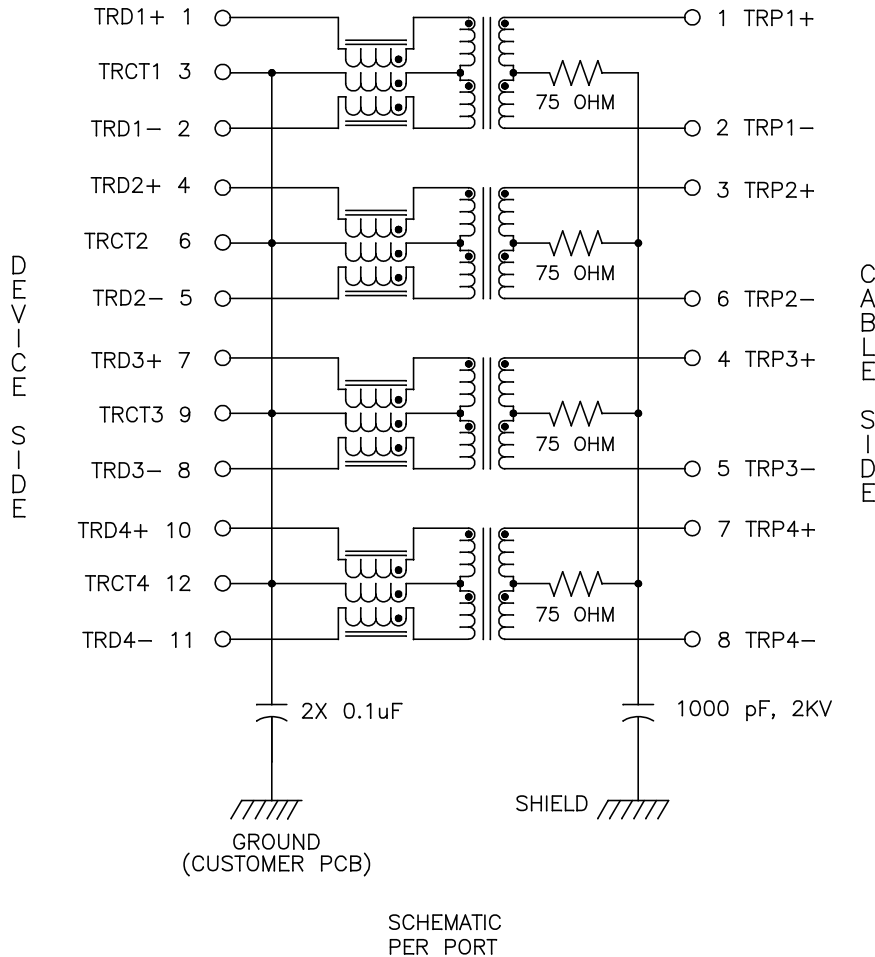 TRD1+ 1
1 TRP1+
TRCT1 3
75 OHM
TRD1- 2
2 TRP1-
TRD2+ 4
3 TRP2+
TRCT2 6
75 OHM
TRD2- 5
6 TRP2-
DEVICE SIDE
CABLE SIDE
TRD3+ 7
4 TRP3+
TRCT3 9
75 OHM
TRD3- 8
5 TRP3-
TRD4+ 10
7 TRP4+
TRCT4 12
75 OHM
TRD4- 11
8 TRP4-
2X 0.1uF
1000 pF, 2KV
SHIELD
GROUND
(CUSTOMER PCB)
SCHEMATIC
PER PORT